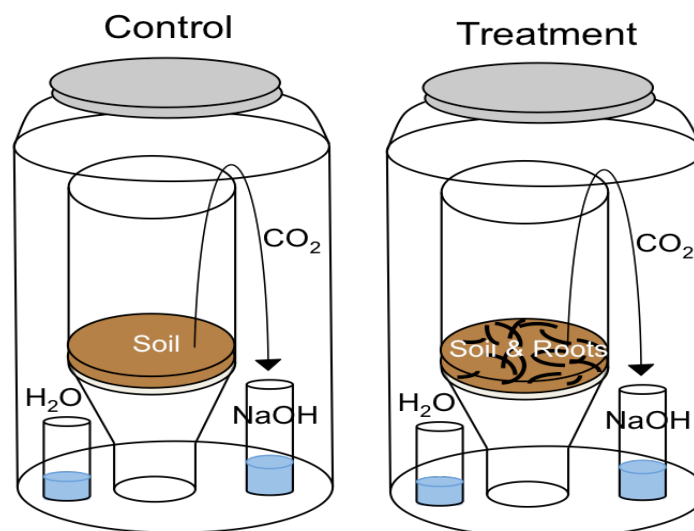 Control
Treatment
CO₂
CO₂
Soil
Soil & Roots
H₂O
NaOH
H₂O
NaOH